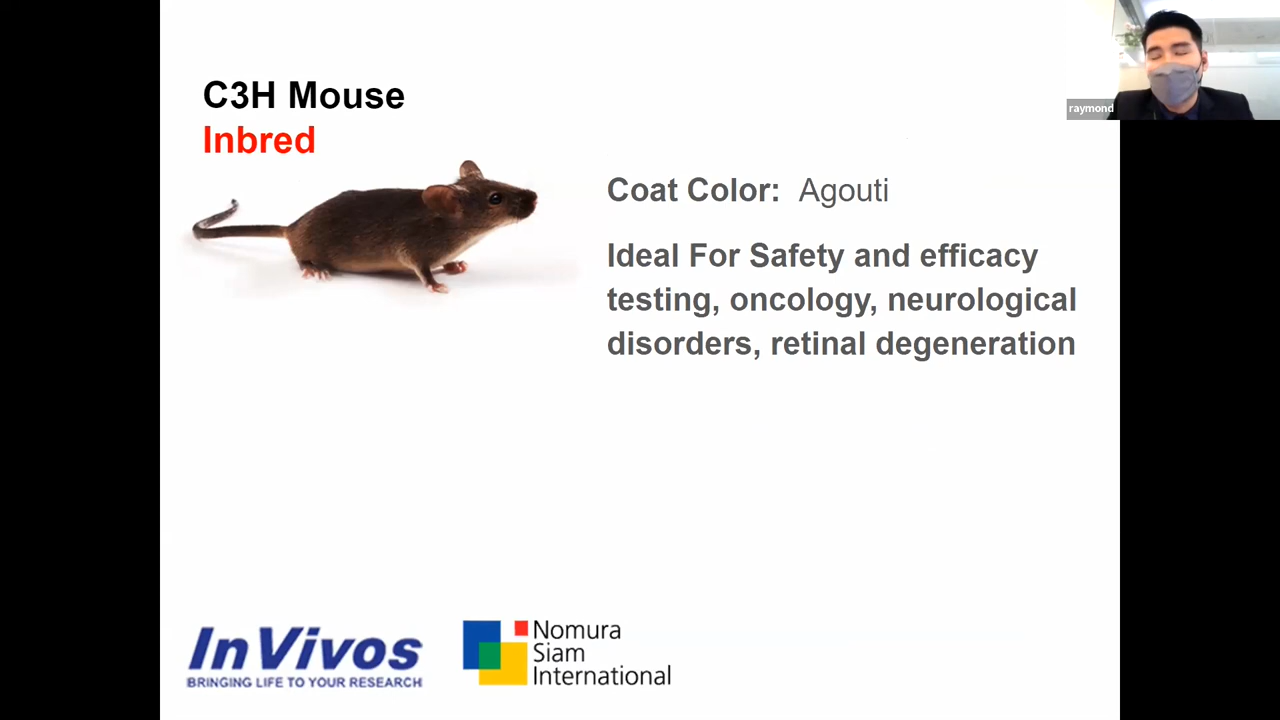 C3H Mouse
Inbred
Coat Color: Agouti
Ideal For Safety and efficacy
testing, oncology, neurological
disorders, retinal degeneration
raymond
InVivos
BRINGING LIFE TO YOUR RESEARCH
Nomura
Siam
International